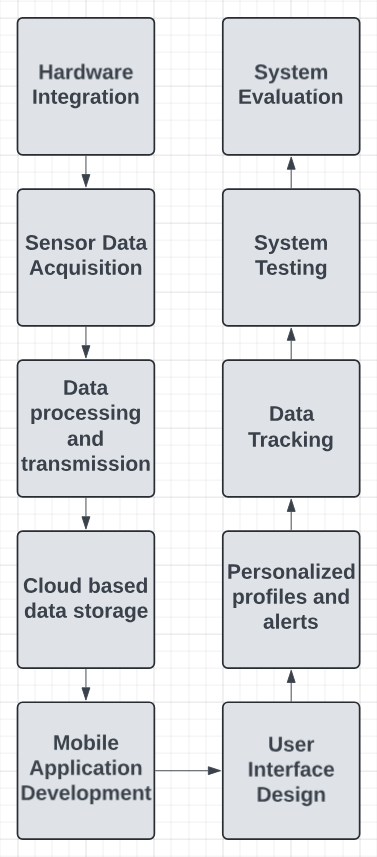 Hardware
Integration
Sensor Data
Acquisition
Data
processing
and
transmission
Cloud based
data storage
Mobile
Application
Development
User
Interface
Design
Personalized
profiles and
alerts
Data
Tracking
System
Testing
System
Evaluation